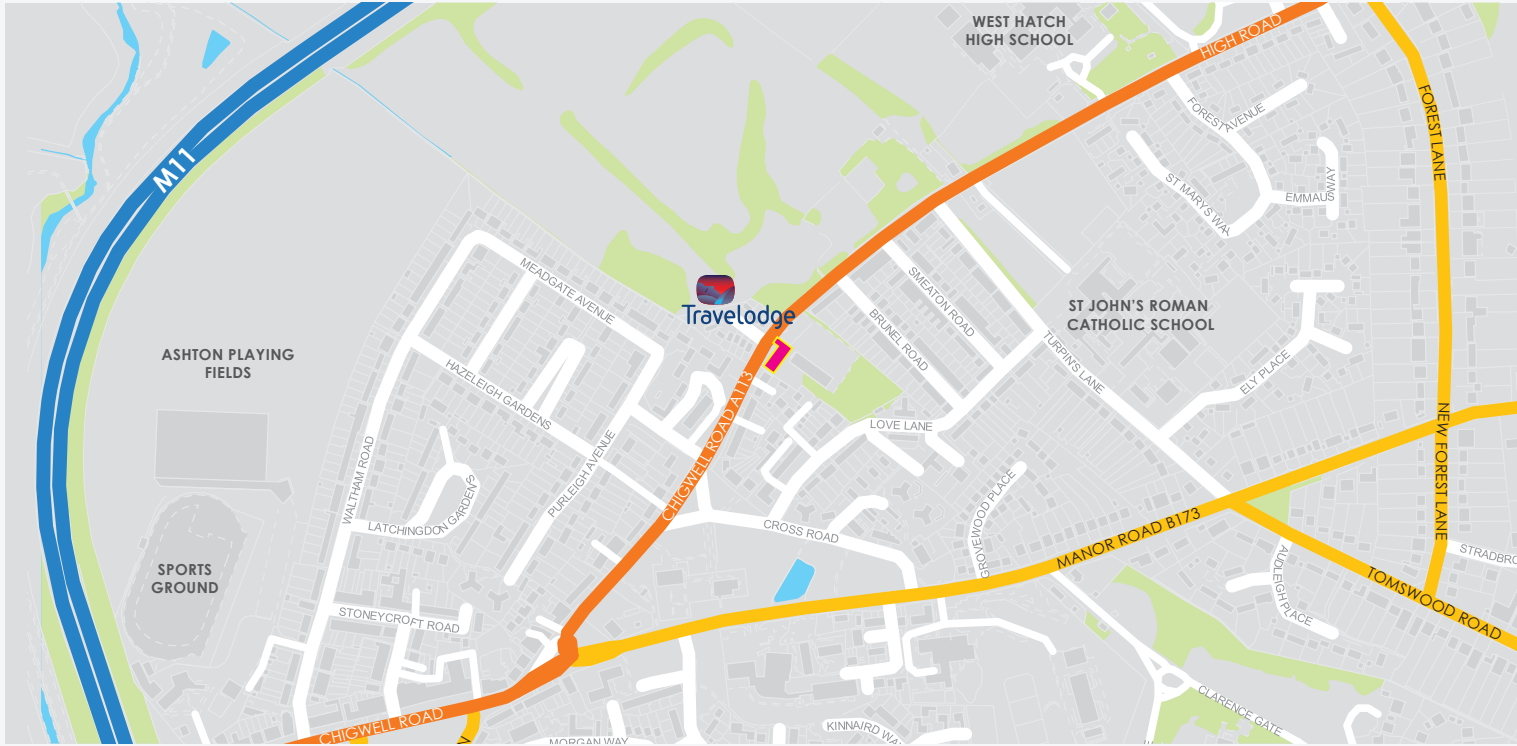 WEST HATCH
HIGH SCHOOL
HIGH ROAD
M11
FOREST AVENUE
FOREST LANE
ST MARYS WAY
EMMAUS
WAY
MEADGATE AVENUE
Travelodge
SMEATON ROAD
BRUNEL ROAD
ST JOHN'S ROMAN
CATHOLIC SCHOOL
TURPIN'S LANE
ELY PLACE
ASHTON PLAYING
FIELDS
HAZELEIGH GARDENS
CHIGWELL ROAD A113
LOVE LANE
NEW FOREST LANE
WALTHAM ROAD
PURLEIGH AVENUE
LATCHINGDON GARDENS
GROVEWOOD PLACE
CROSS ROAD
MANOR ROAD B173
STRADBRO
SPORTS
GROUND
AUDLEIGH PLACE
TOMSWOOD ROAD
STONEYCROFT ROAD
CLARENCE GATE
CHIGWELL ROAD
MORGAN WAY
KINNAIRD WA